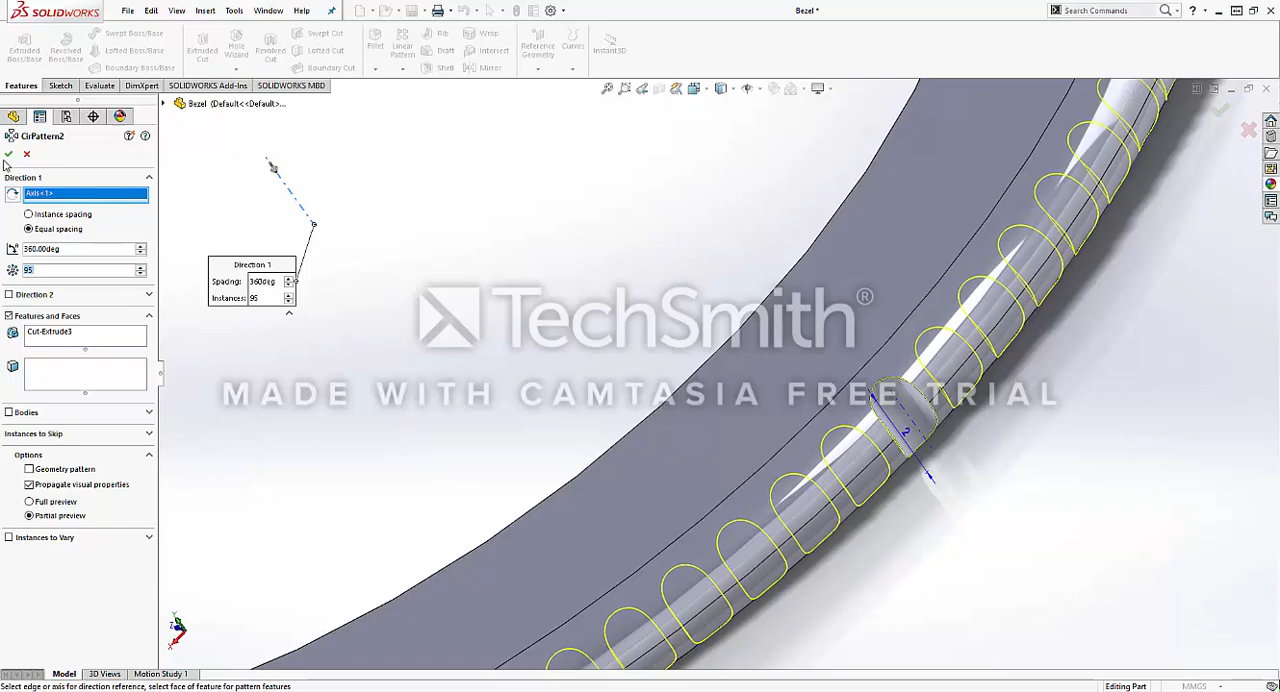 SOLIDWORKS File Edit View Insert Tools Window Help Bezel * Search Commands
Extruded Boss/Base Revolved Boss/Base Swept Boss/Base Lofted Boss/Base Boundary Boss/Base Extruded Cut Hole Wizard Revolved Cut Swept Cut Lofted Cut Boundary Cut Fillet Linear Pattern Rib Draft Shell Wrap Intersect Mirror Reference Geometry Curves Instant3D
Features Sketch Evaluate DimXpert SOLIDWORKS Add-Ins SOLIDWORKS MBD
Bezel (Default<<Default>...
CirPattern2
Direction 1
Axis<1>
Instance spacing
Equal spacing
360.00deg
95
Direction 2
Features and Faces
Cut-Extrude3
Bodies
Instances to Skip
Options
Geometry pattern
Propagate visual properties
Full preview
Partial preview
Instances to Vary
Direction 1
Spacing: 360deg
Instances: 95
TechSmith®
MADE WITH CAMTASIA FREE TRIAL
2
Y
Z
X
Model 3D Views Motion Study 1
Select edge or axis for direction reference, select face of feature for pattern features Editing Part MMGS